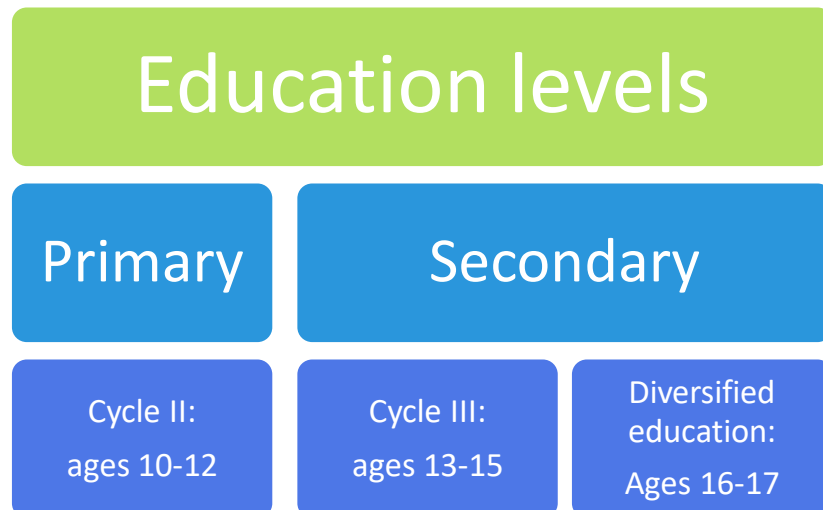 Education levels
Primary
Secondary
Cycle II:
ages 10-12
Cycle III:
ages 13-15
Diversified
education:
Ages 16-17